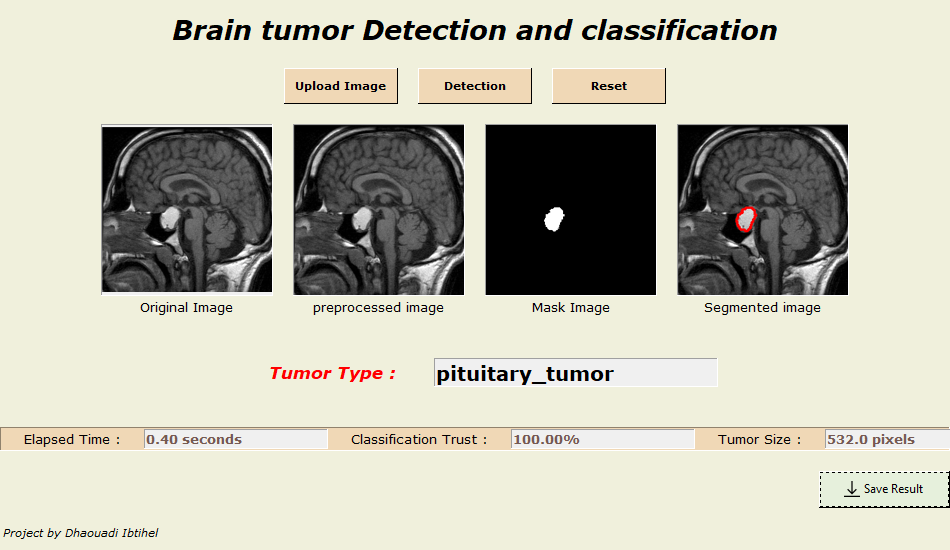 Brain tumor Detection and classification
Upload Image Detection Reset
Original Image preprocessed image Mask Image Segmented image
Tumor Type : pituitary_tumor
Elapsed Time : 0.40 seconds Classification Trust : 100.00% Tumor Size : 532.0 pixels
Save Result
Project by Dhaouadi Ibtihel